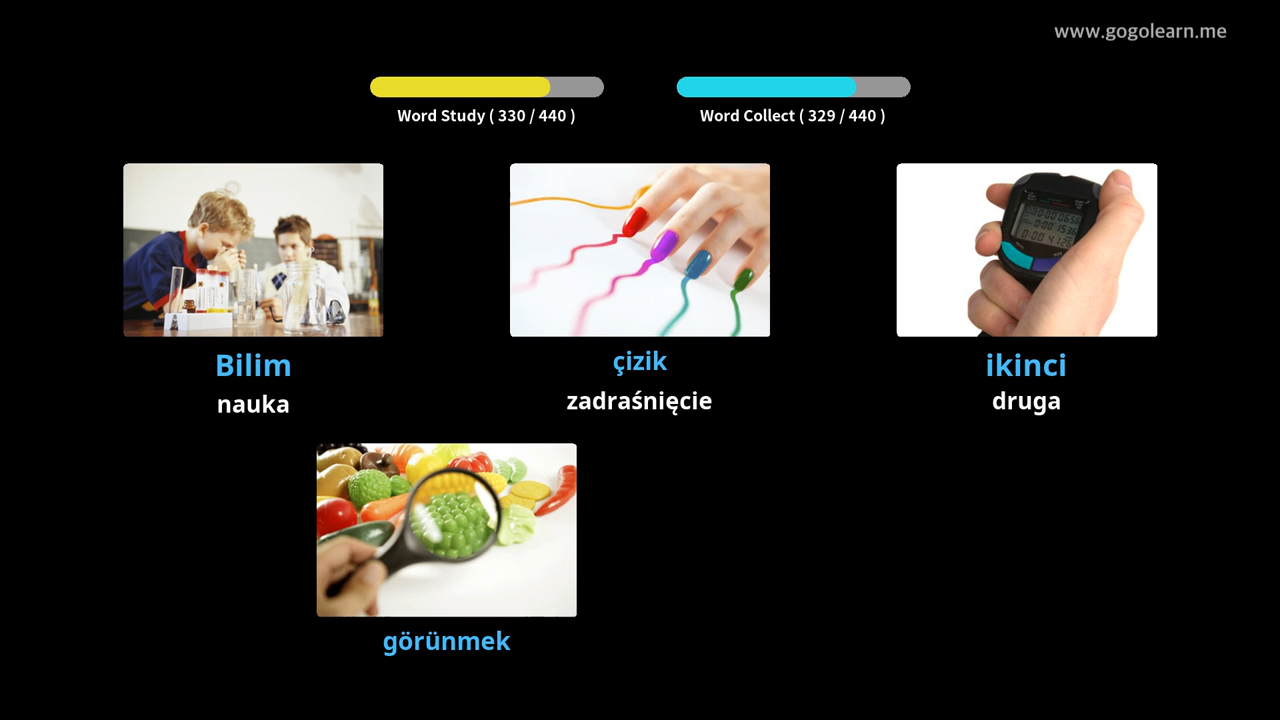 www.gogolearn.me
Word Study ( 330 / 440 )
Word Collect ( 329 / 440 )
Bilim
nauka
çizik
zadraśnięcie
ikinci
druga
görünmek